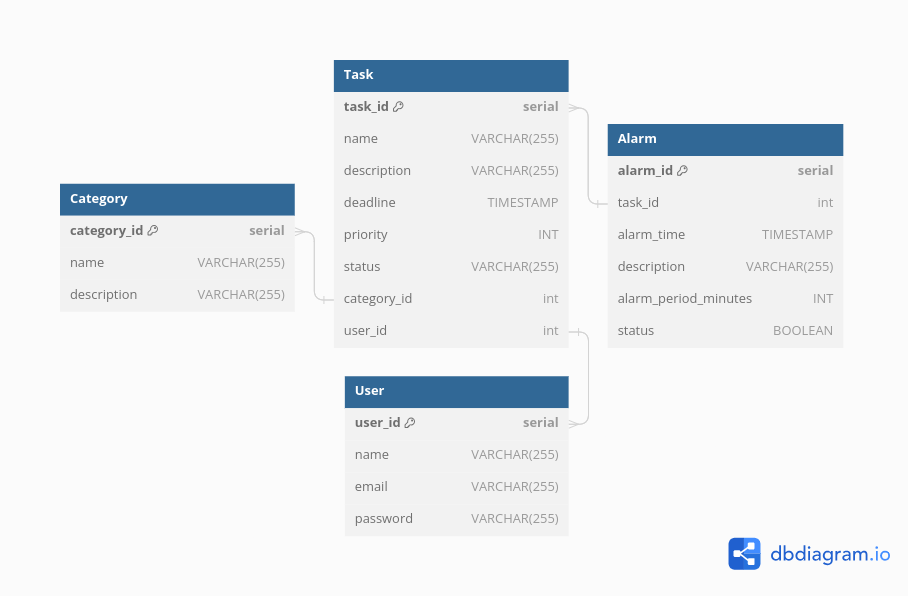 Task
task_id serial
name VARCHAR(255)
description VARCHAR(255)
deadline TIMESTAMP
priority INT
status VARCHAR(255)
category_id int
user_id int
Alarm
alarm_id serial
task_id int
alarm_time TIMESTAMP
description VARCHAR(255)
alarm_period_minutes INT
status BOOLEAN
Category
category_id serial
name VARCHAR(255)
description VARCHAR(255)
User
user_id serial
name VARCHAR(255)
email VARCHAR(255)
password VARCHAR(255)
dbdiagram.io